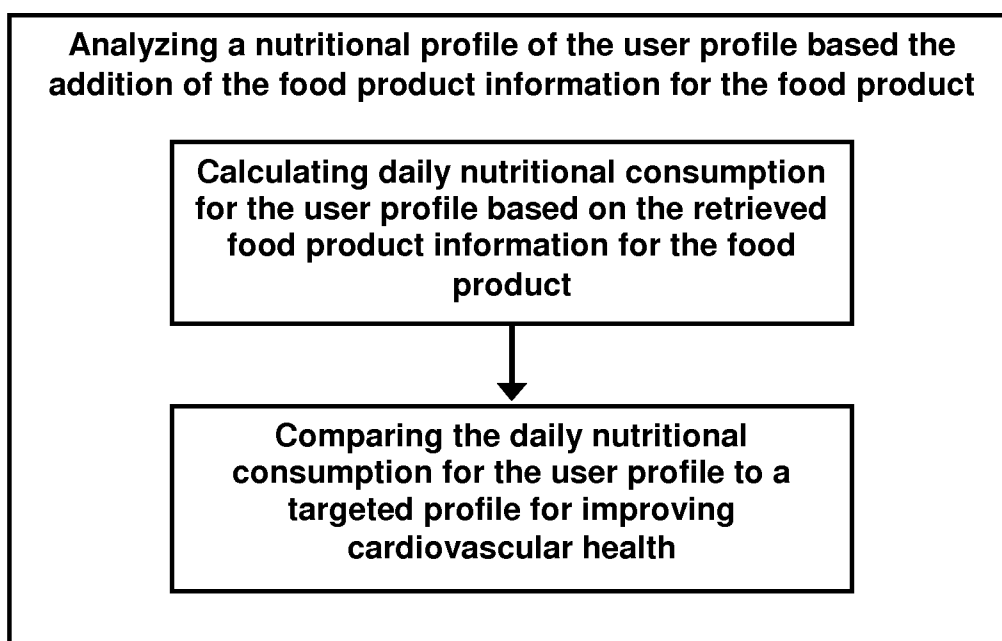 Analyzing a nutritional profile of the user profile based the
addition of the food product information for the food product
Calculating daily nutritional consumption
for the user profile based on the retrieved
food product information for the food
product
Comparing the daily nutritional
consumption for the user profile to a
targeted profile for improving
cardiovascular health